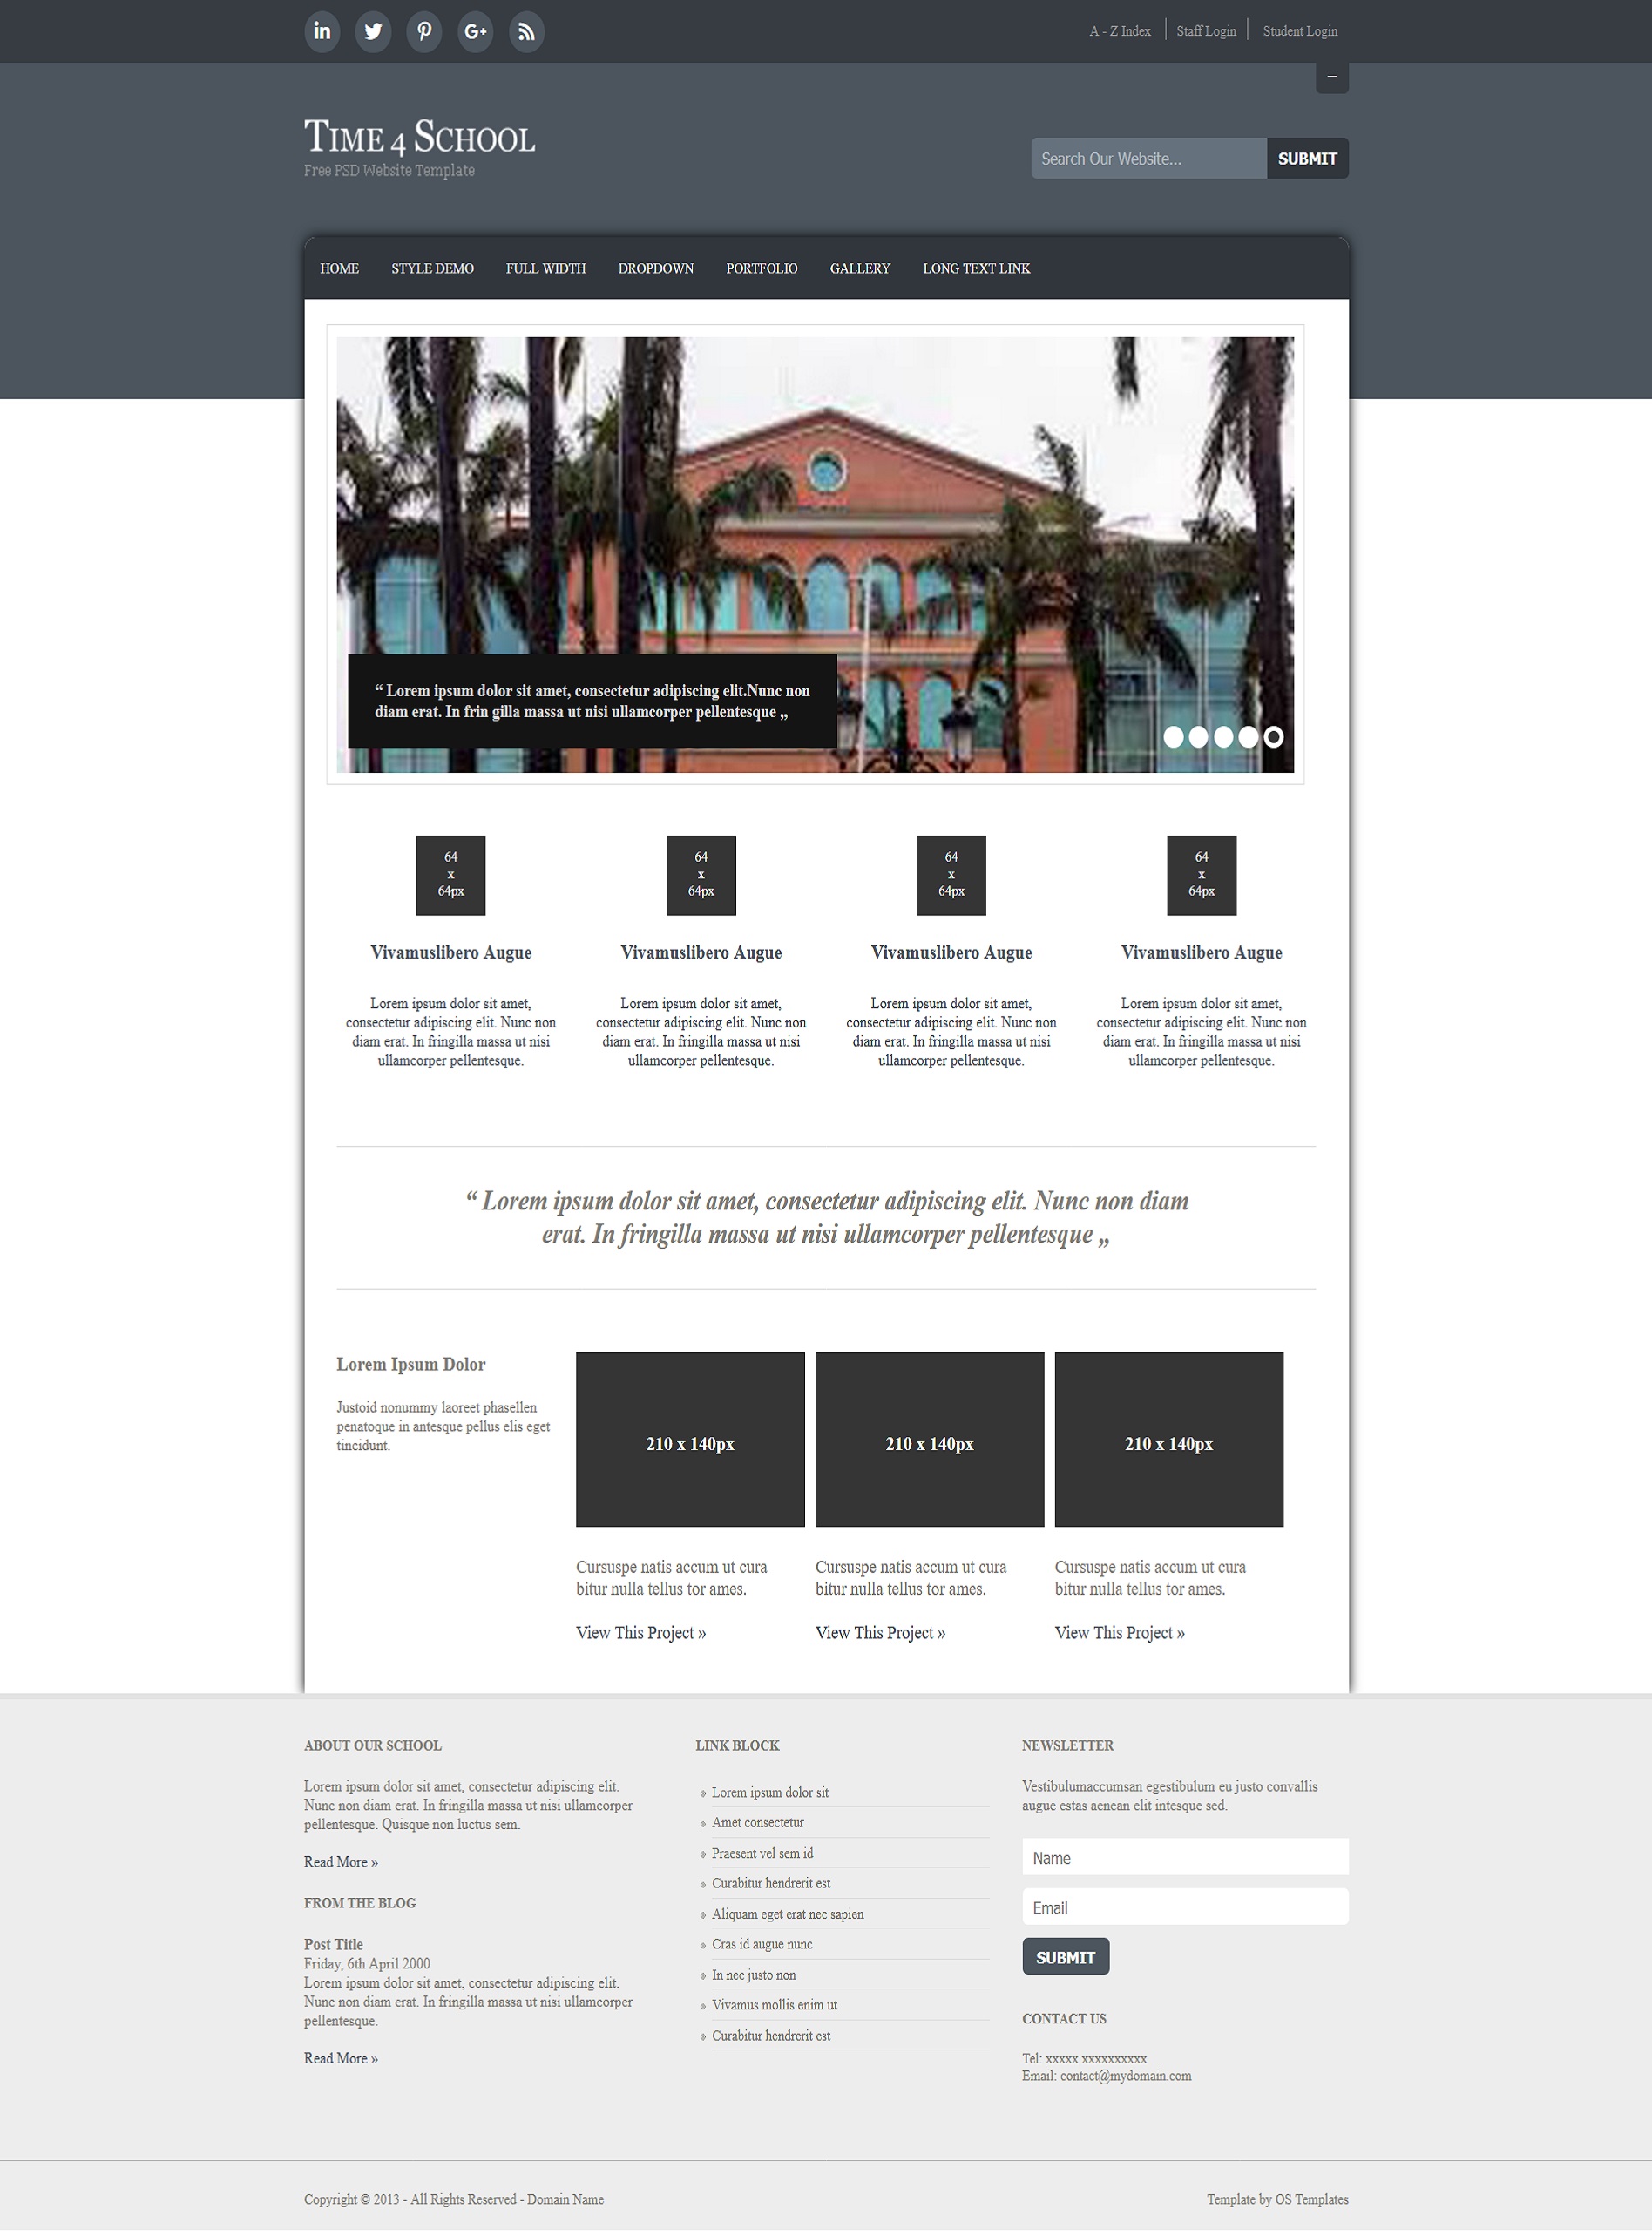 A - Z Index
Staff Login
Student Login
–
TIME 4 SCHOOL
Free PSD Website Template
Search Our Website...
SUBMIT
HOME
STYLE DEMO
FULL WIDTH
DROPDOWN
PORTFOLIO
GALLERY
LONG TEXT LINK
“ Lorem ipsum dolor sit amet, consectetur adipiscing elit.Nunc non
diam erat. In frin gilla massa ut nisi ullamcorper pellentesque „
64
x
64px
Vivamuslibero Augue
Lorem ipsum dolor sit amet,
consectetur adipiscing elit. Nunc non
diam erat. In fringilla massa ut nisi
ullamcorper pellentesque.
64
x
64px
Vivamuslibero Augue
Lorem ipsum dolor sit amet,
consectetur adipiscing elit. Nunc non
diam erat. In fringilla massa ut nisi
ullamcorper pellentesque.
64
x
64px
Vivamuslibero Augue
Lorem ipsum dolor sit amet,
consectetur adipiscing elit. Nunc non
diam erat. In fringilla massa ut nisi
ullamcorper pellentesque.
64
x
64px
Vivamuslibero Augue
Lorem ipsum dolor sit amet,
consectetur adipiscing elit. Nunc non
diam erat. In fringilla massa ut nisi
ullamcorper pellentesque.
“ Lorem ipsum dolor sit amet, consectetur adipiscing elit. Nunc non diam
erat. In fringilla massa ut nisi ullamcorper pellentesque „
Lorem Ipsum Dolor
Justoid nonummy laoreet phasellen
penatoque in antesque pellus elis eget
tincidunt.
210 x 140px
Cursuspe natis accum ut cura
bitur nulla tellus tor ames.
View This Project »
210 x 140px
Cursuspe natis accum ut cura
bitur nulla tellus tor ames.
View This Project »
210 x 140px
Cursuspe natis accum ut cura
bitur nulla tellus tor ames.
View This Project »
ABOUT OUR SCHOOL
Lorem ipsum dolor sit amet, consectetur adipiscing elit.
Nunc non diam erat. In fringilla massa ut nisi ullamcorper
pellentesque. Quisque non luctus sem.
Read More »
FROM THE BLOG
Post Title
Friday, 6th April 2000
Lorem ipsum dolor sit amet, consectetur adipiscing elit.
Nunc non diam erat. In fringilla massa ut nisi ullamcorper
pellentesque.
Read More »
LINK BLOCK
» Lorem ipsum dolor sit
» Amet consectetur
» Praesent vel sem id
» Curabitur hendrerit est
» Aliquam eget erat nec sapien
» Cras id augue nunc
» In nec justo non
» Vivamus mollis enim ut
» Curabitur hendrerit est
NEWSLETTER
Vestibulumaccumsan egestibulum eu justo convallis
augue estas aenean elit intesque sed.
Name
Email
SUBMIT
CONTACT US
Tel: xxxxx xxxxxxxxxx
Email: contact@mydomain.com
Copyright © 2013 - All Rights Reserved - Domain Name
Template by OS Templates